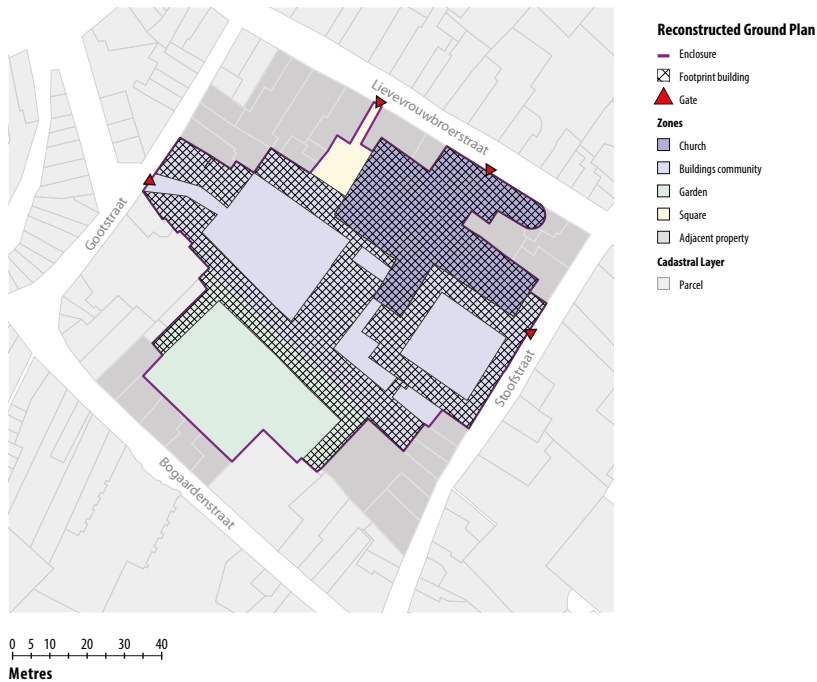 Lievevrouwbroerstraat
Gootstraat
Stoofstraat
Bogaardenstraat
0 5 10 20 30 40
Metres
Reconstructed Ground Plan
Enclosure
Footprint building
Gate
Zones
Church
Buildings community
Garden
Square
Adjacent property
Cadastral Layer
Parcel